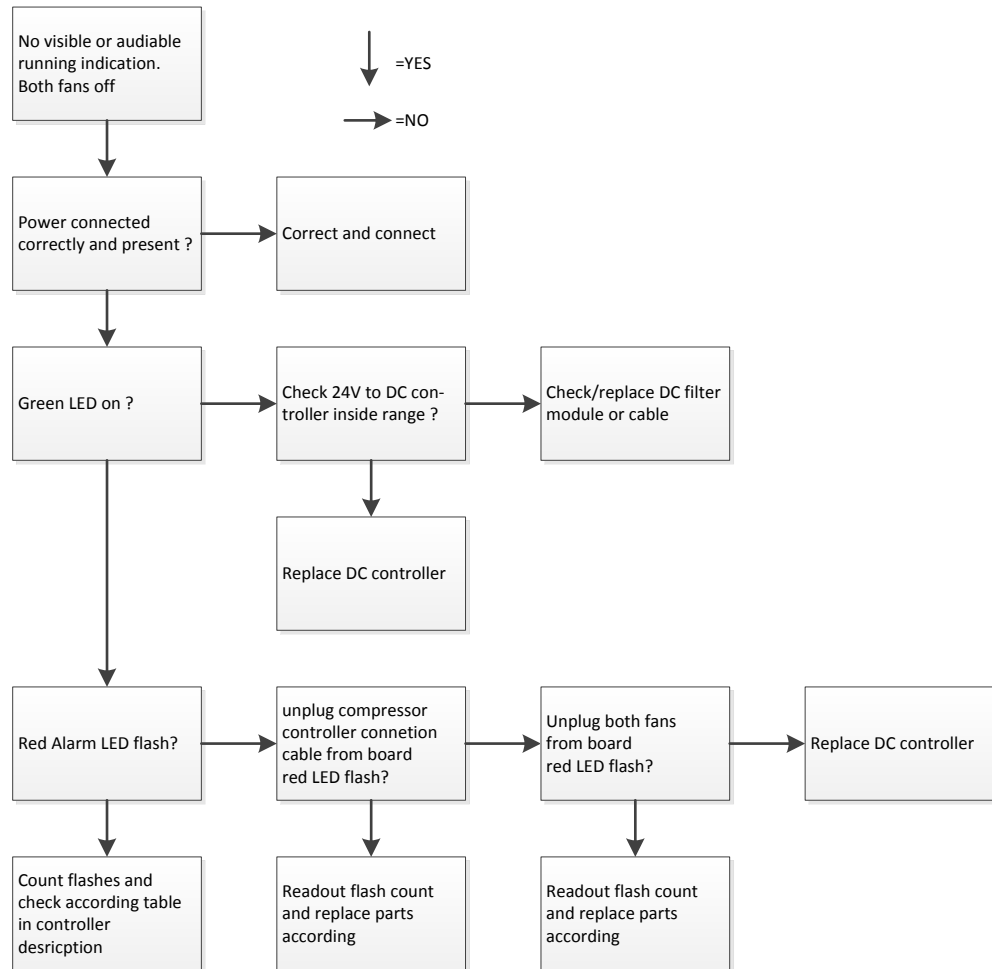 No visible or audiable
running indication.
Both fans off
=YES
=NO
Power connected
correctly and present ?
Correct and connect
Green LED on ?
Check 24V to DC con-
troller inside range ?
Check/replace DC filter
module or cable
Replace DC controller
Red Alarm LED flash?
unplug compressor
controller connetion
cable from board
red LED flash?
Unplug both fans
from board
red LED flash?
Replace DC controller
Count flashes and
check according table
in controller
desricption
Readout flash count
and replace parts
according
Readout flash count
and replace parts
according